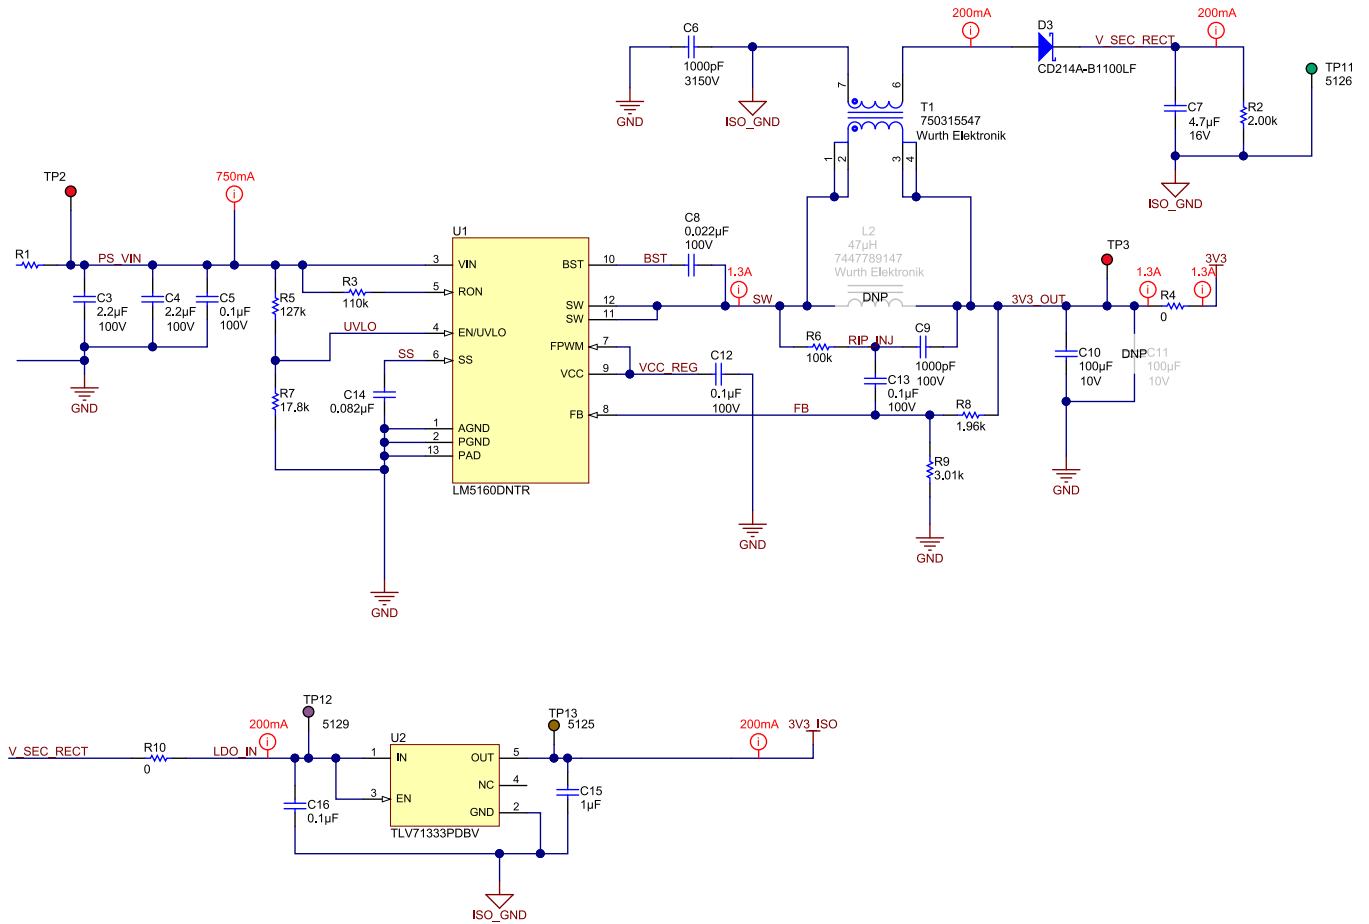 C6
1000pF
3150V
GND
ISO_GND
7
6
T1
750315547
Wurth Elektronik
1
2
3
4
200mA
D3
CD214A-B1100LF
V_SEC_RECT
200mA
C7
4.7µF
16V
R2
2.00k
ISO_GND
TP11
5126
TP2
750mA
R1
PS_VIN
C3
2.2µF
100V
C4
2.2µF
100V
C5
0.1µF
100V
GND
R5
127k
R3
110k
UVLO
R7
17.8k
SS
C14
0.082µF
GND
U1
3
VIN
5
RON
4
EN/UVLO
6
SS
1
AGND
2
PGND
13
PAD
BST
10
SW
12
SW
11
FPWM
7
VCC
9
FB
8
LM5160DNTR
BST
C8
0.022µF
100V
1.3A
SW
L2
47µH
7447789147
Wurth Elektronik
DNP
R6
100k
RIP_INJ
C9
1000pF
100V
C13
0.1µF
100V
VCC_REG
C12
0.1µF
100V
GND
FB
R8
1.96k
R9
3.01k
GND
3V3_OUT
TP3
1.3A
R4
0
1.3A
3V3
C10
100µF
10V
DNP
C11
100µF
10V
GND
V_SEC_RECT
R10
0
LDO_IN
200mA
TP12
5129
C16
0.1µF
U2
1
IN
3
EN
OUT
5
NC
4
GND
2
TLV71333PDBV
TP13
5125
C15
1µF
200mA
3V3_ISO
ISO_GND